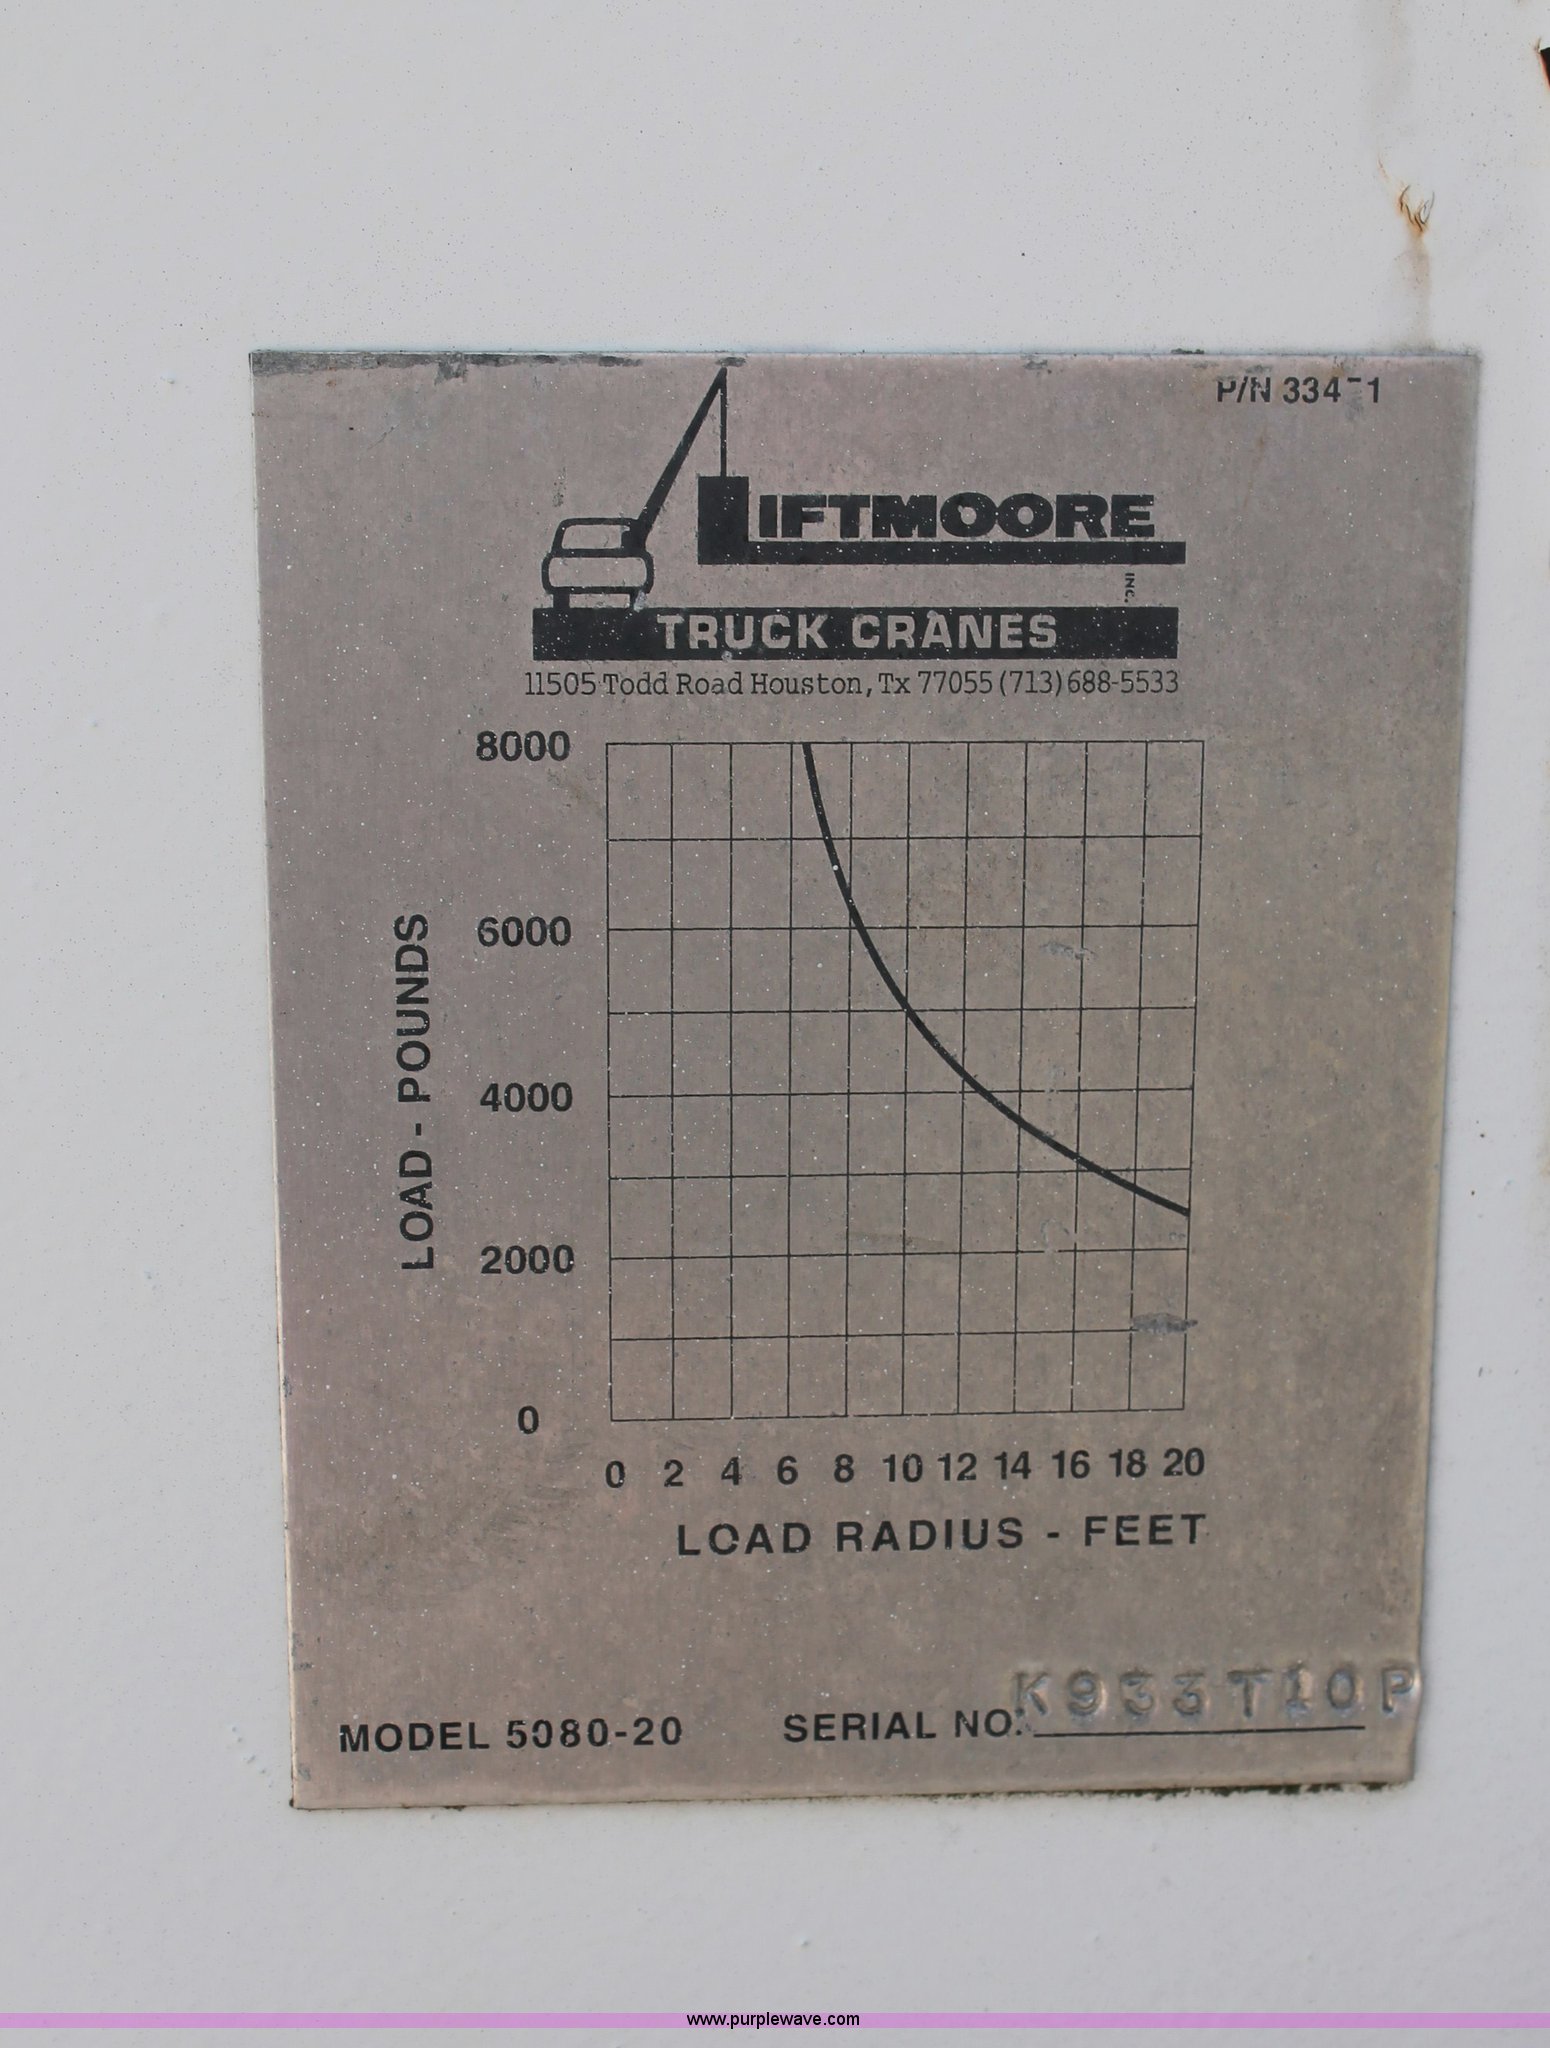 LIFTMOORE
INC.
TRUCK CRANES
11505 Todd Road Houston, Tx 77055 (713) 688-5533
8000
6000
4000
2000
0
LOAD - POUNDS
0 2 4 6 8 10 12 14 16 18 20
LOAD RADIUS - FEET
MODEL 5080-20 SERIAL NO. K933T10P
www.purplewave.com